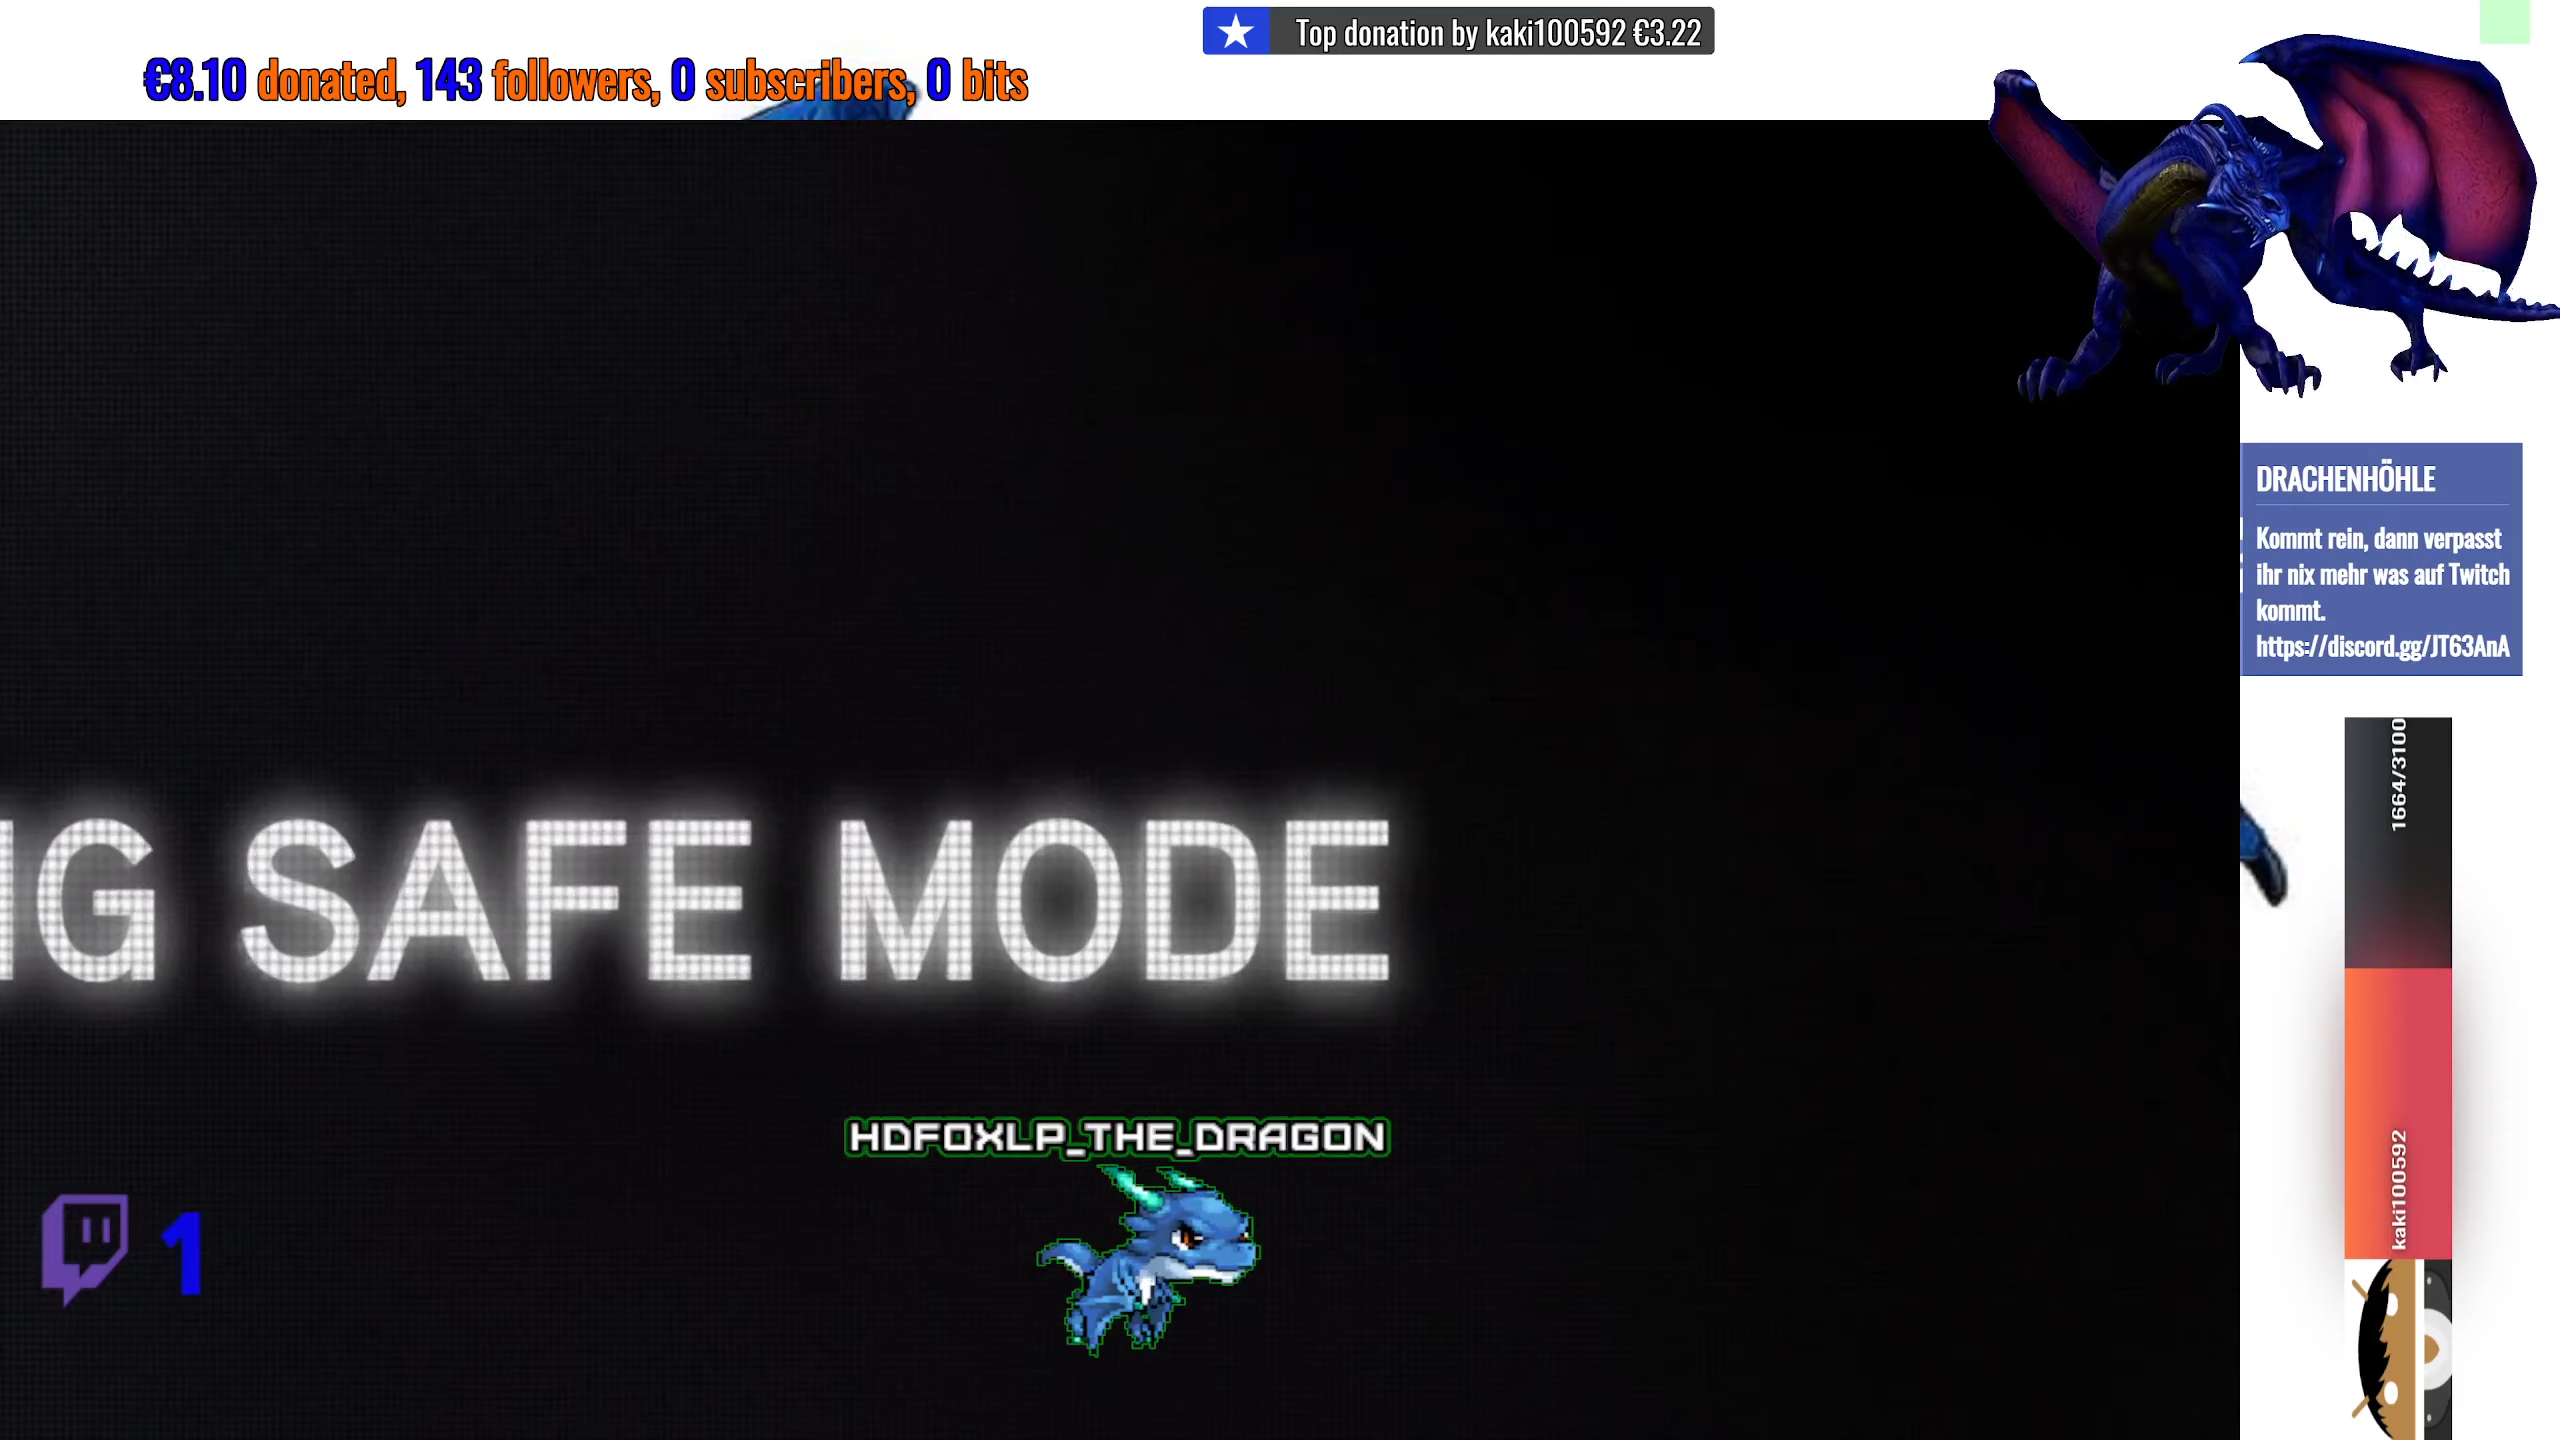 Top donation by kaki100592 €3.22
€8.10 donated, 143 followers, 0 subscribers, 0 bits
DRACHENHÖHLE
Kommt rein, dann verpasst
ihr nix mehr was auf Twitch
kommt.
https://discord.gg/JT63AnA
1664/3100
NG SAFE MODE
HDFOXLP_THE_DRAGON
kaki100592
1